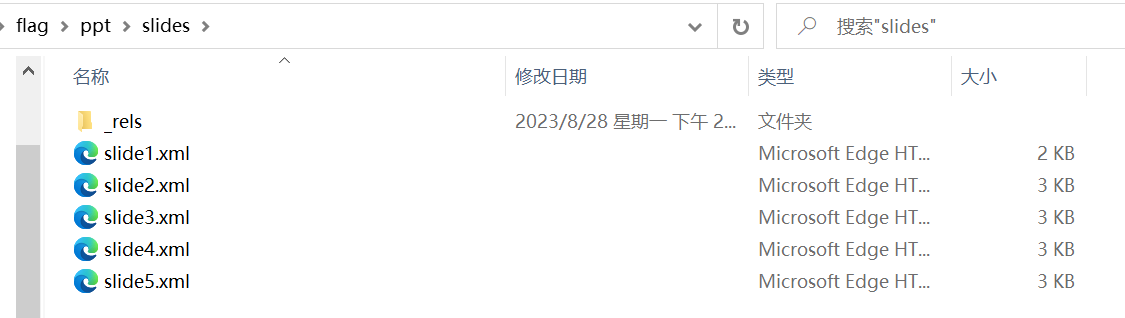 flag ppt slides 搜索"slides"
名称 修改日期 类型 大小
_rels 2023/8/28 星期一 下午 2... 文件夹
slide1.xml Microsoft Edge HT... 2 KB
slide2.xml Microsoft Edge HT... 3 KB
slide3.xml Microsoft Edge HT... 3 KB
slide4.xml Microsoft Edge HT... 3 KB
slide5.xml Microsoft Edge HT... 3 KB